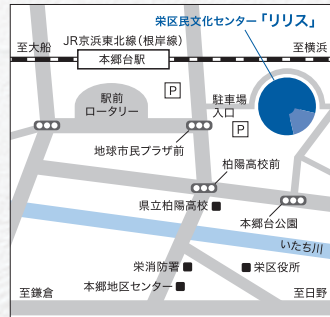 栄区民文化センター「リリス」
JR京浜東北線(根岸線)
至大船
至横浜
本郷台駅
P
駅前
ロータリー
駐車場
入口
P
地球市民プラザ前
柏陽高校前
県立柏陽高校
本郷台公園
いたち川
栄消防署
栄区役所
本郷地区センター
至鎌倉
至日野